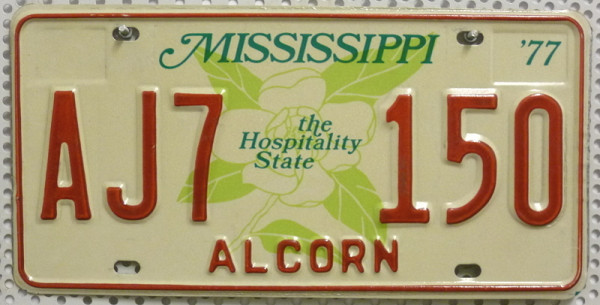 MISSISSIPPI '77
AJ7 150
the
Hospitality
State
ALCORN